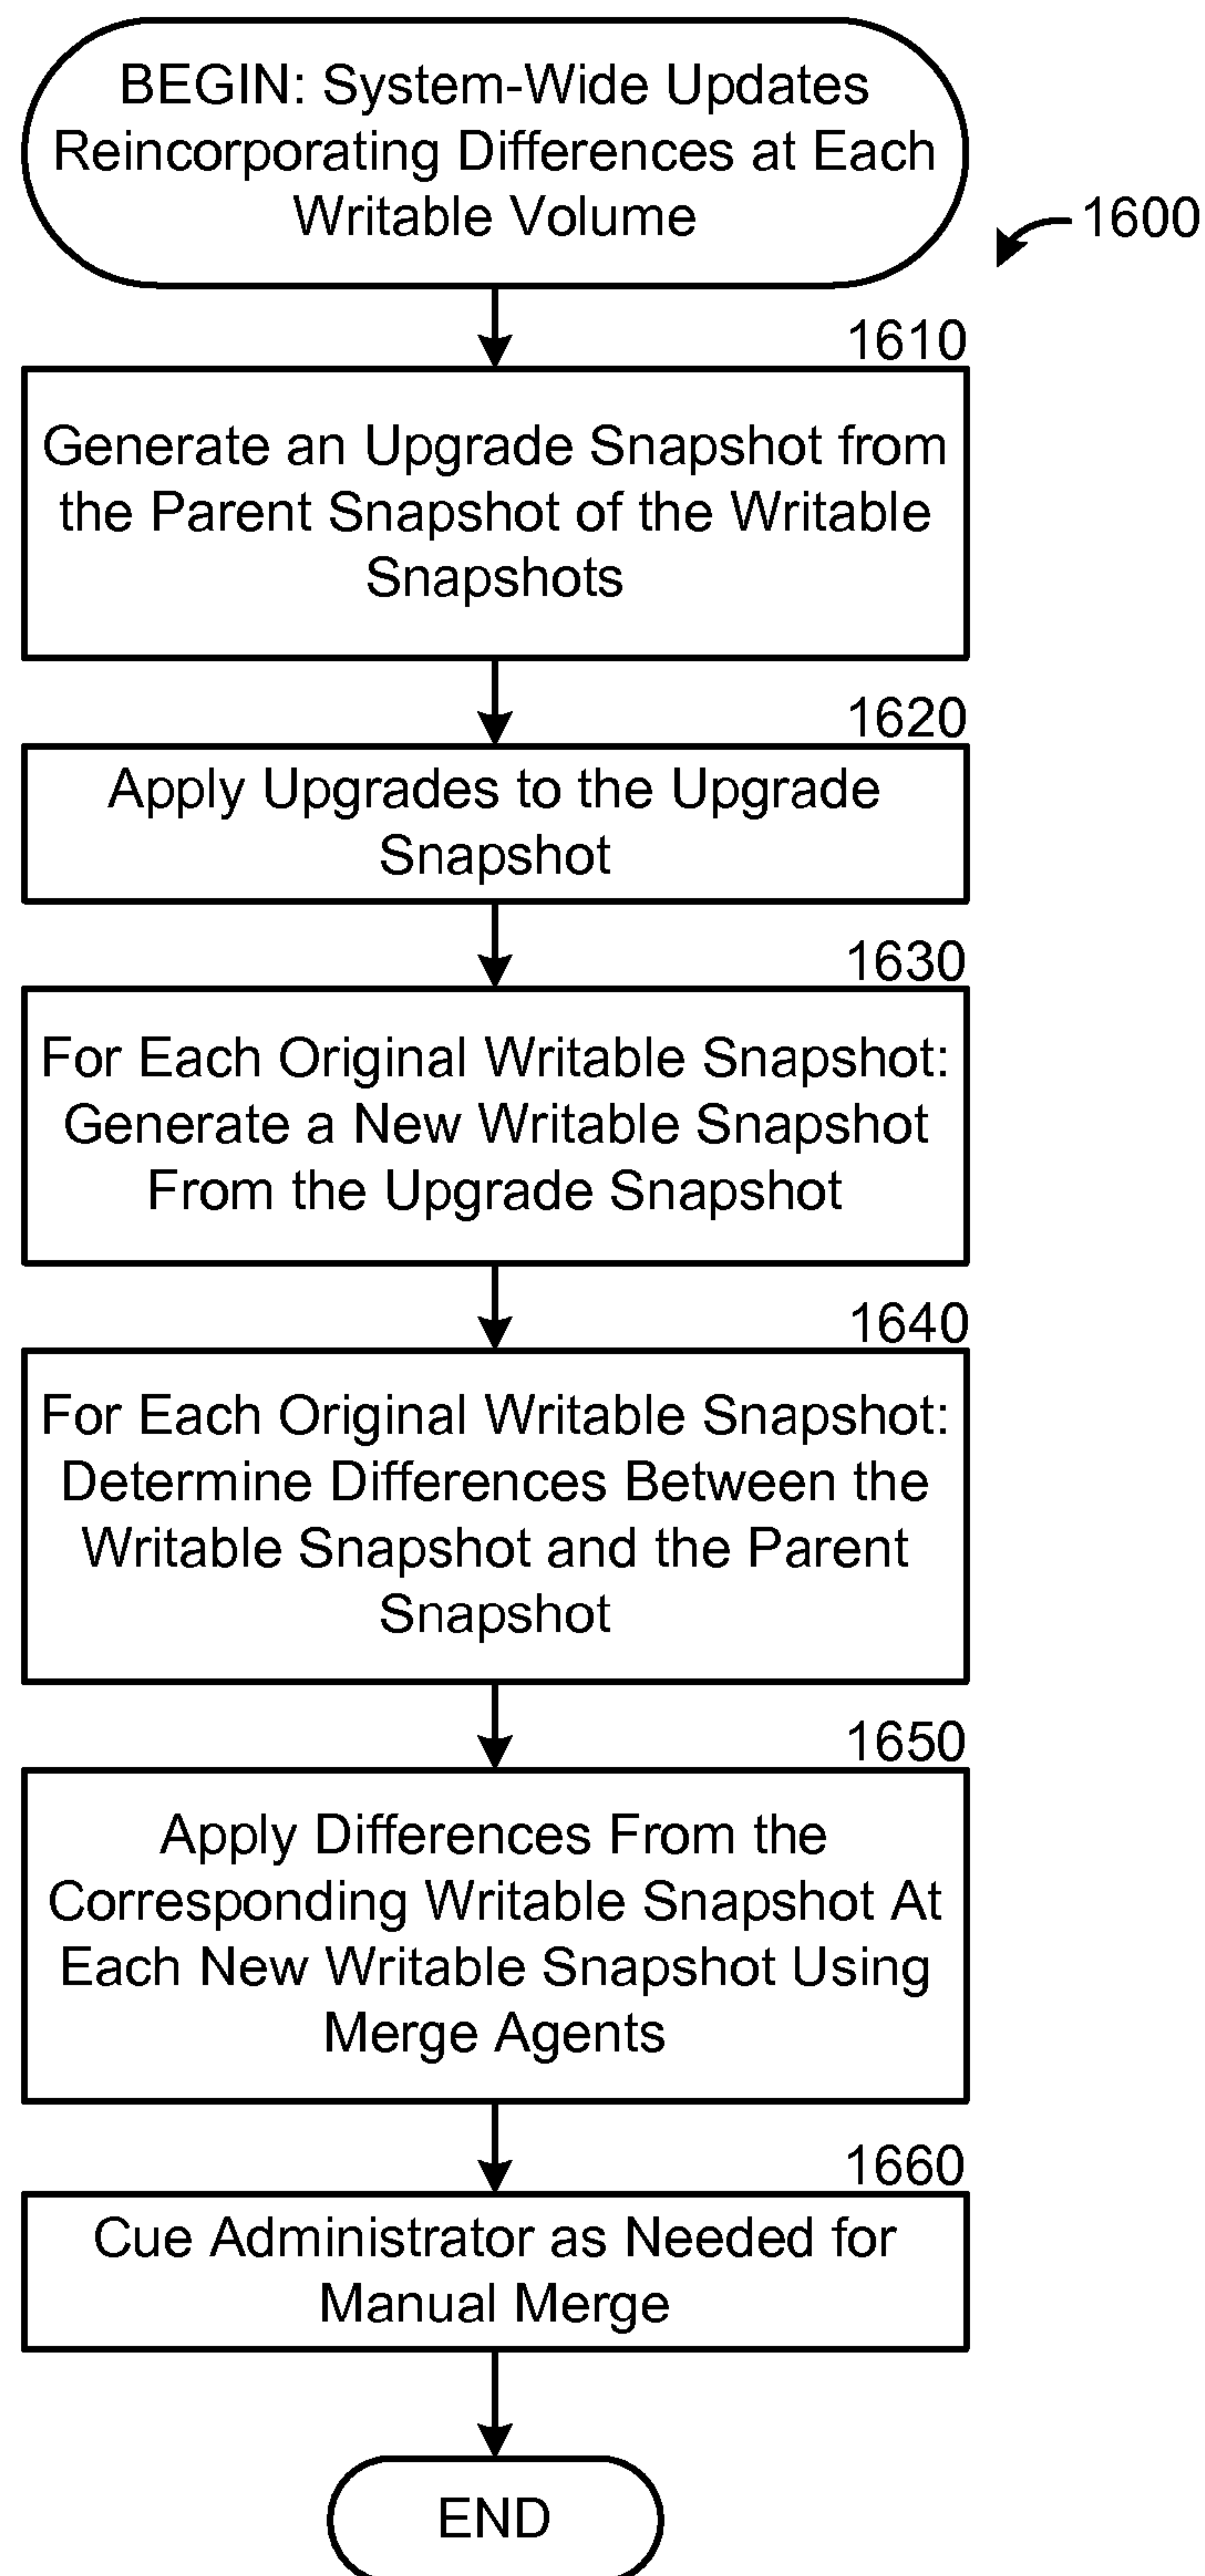 BEGIN: System-Wide Updates
Reincorporating Differences at Each
Writable Volume
1600
1610
Generate an Upgrade Snapshot from
the Parent Snapshot of the Writable
Snapshots
1620
Apply Upgrades to the Upgrade
Snapshot
1630
For Each Original Writable Snapshot:
Generate a New Writable Snapshot
From the Upgrade Snapshot
1640
For Each Original Writable Snapshot:
Determine Differences Between the
Writable Snapshot and the Parent
Snapshot
1650
Apply Differences From the
Corresponding Writable Snapshot At
Each New Writable Snapshot Using
Merge Agents
1660
Cue Administrator as Needed for
Manual Merge
END